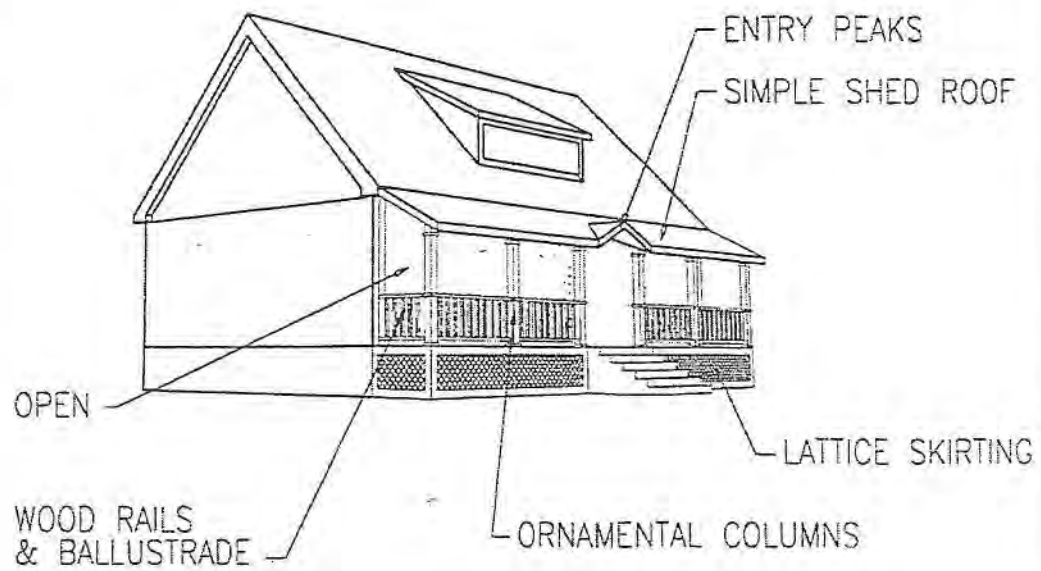 ENTRY PEAKS
SIMPLE SHED ROOF
OPEN
LATTICE SKIRTING
WOOD RAILS
& BALLUSTRADE
ORNAMENTAL COLUMNS